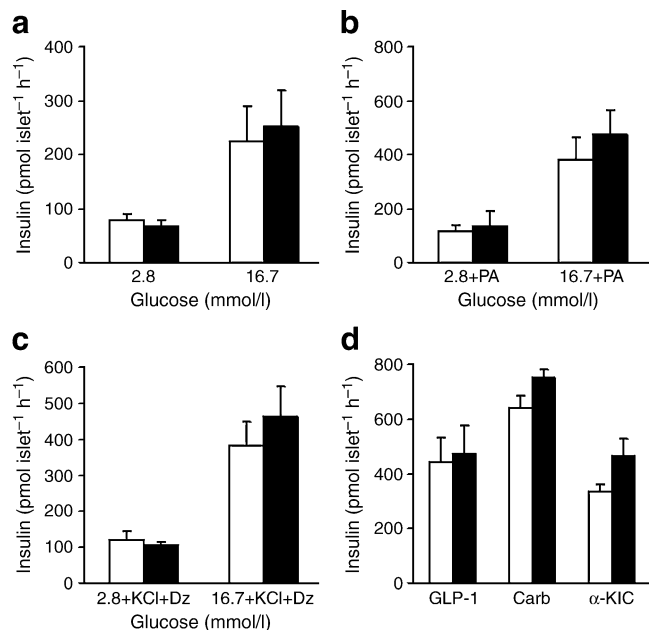 a
Insulin (pmol islet⁻¹ h⁻¹)
400
300
200
100
0
2.8 16.7
Glucose (mmol/l)
b
Insulin (pmol islet⁻¹ h⁻¹)
800
600
400
200
0
2.8+PA 16.7+PA
Glucose (mmol/l)
c
Insulin (pmol islet⁻¹ h⁻¹)
600
500
400
300
200
100
0
2.8+KCl+Dz 16.7+KCl+Dz
Glucose (mmol/l)
d
Insulin (pmol islet⁻¹ h⁻¹)
800
600
400
200
0
GLP-1 Carb α-KIC